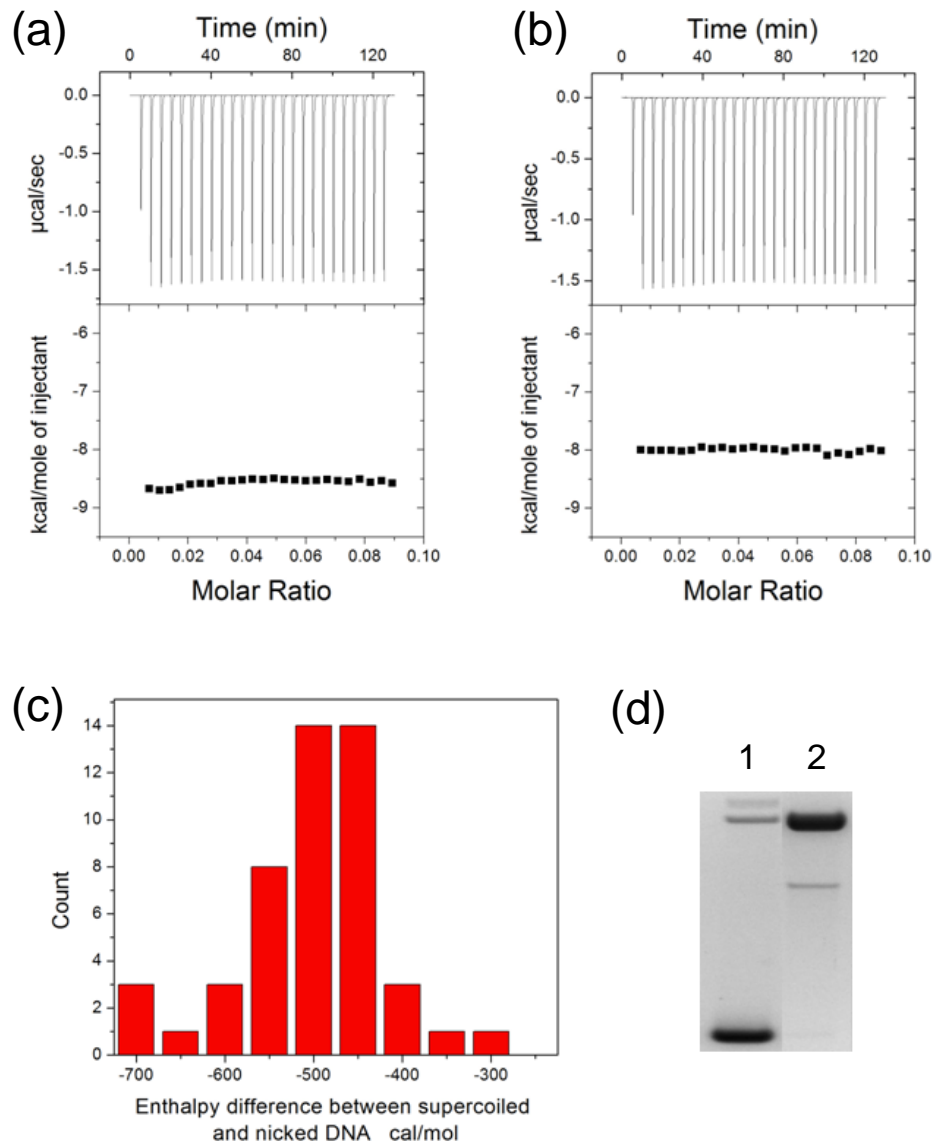 (a)
Time (min)
0 40 80 120
0.0
-0.5
-1.0
-1.5
µcal/sec
-6
-7
-8
-9
kcal/mole of injectant
0.00 0.02 0.04 0.06 0.08 0.10
Molar Ratio
(b)
Time (min)
0 40 80 120
0.0
-0.5
-1.0
-1.5
µcal/sec
-6
-7
-8
-9
kcal/mole of injectant
0.00 0.02 0.04 0.06 0.08 0.10
Molar Ratio
(c)
14
12
10
8
6
4
2
0
Count
-700 -600 -500 -400 -300
Enthalpy difference between supercoiled
and nicked DNA cal/mol
(d)
1 2